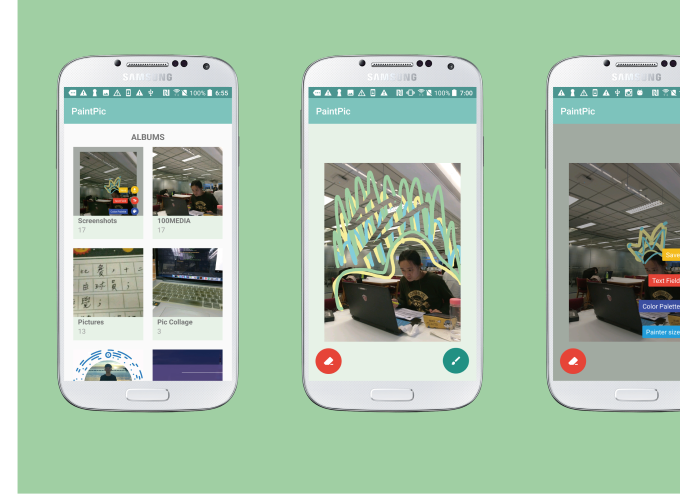 SAMSUNG
100% 6:55
PaintPic
ALBUMS
Screenshots
17
100MEDIA
17
Pictures
13
Pic Collage
3
SAMSUNG
100% 7:00
PaintPic
SAMSUNG
PaintPic
Save
Text Field
Color Palette
Painter size